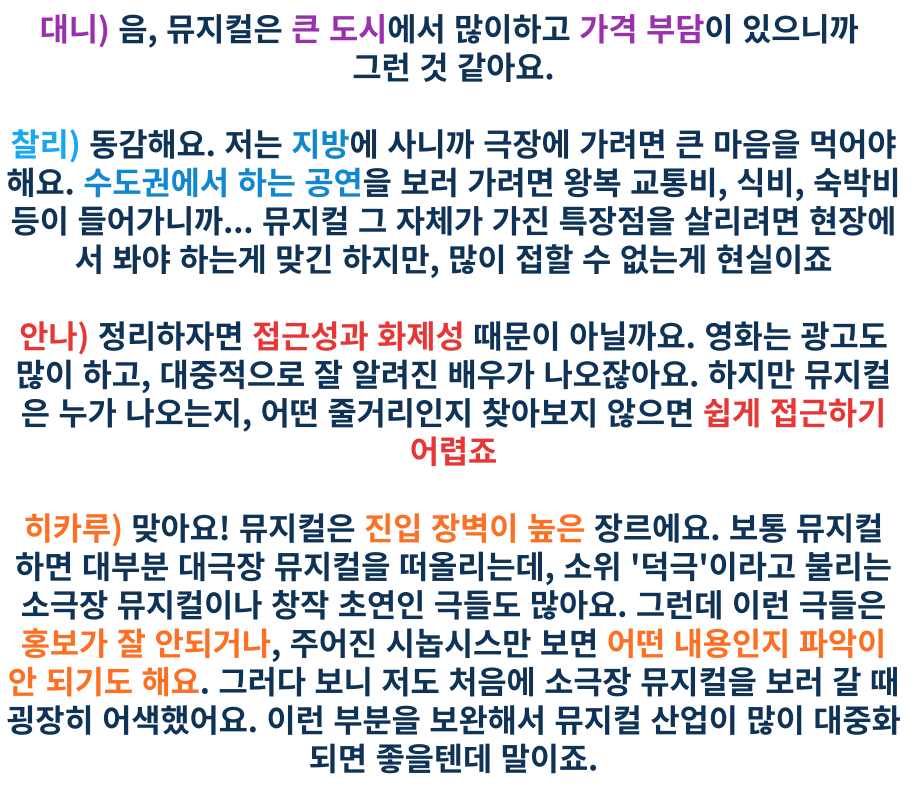 대니) 음, 뮤지컬은 큰 도시에서 많이하고 가격 부담이 있으니까
그런 것 같아요.
찰리) 동감해요. 저는 지방에 사니까 극장에 가려면 큰 마음을 먹어야
해요. 수도권에서 하는 공연을 보러 가려면 왕복 교통비, 식비, 숙박비
등이 들어가니까... 뮤지컬 그 자체가 가진 특장점을 살리려면 현장에
서 봐야 하는게 맞긴 하지만, 많이 접할 수 없는게 현실이죠
안나) 정리하자면 접근성과 화제성 때문이 아닐까요. 영화는 광고도
많이 하고, 대중적으로 잘 알려진 배우가 나오잖아요. 하지만 뮤지컬
은 누가 나오는지, 어떤 줄거리인지 찾아보지 않으면 쉽게 접근하기
어렵죠
히카루) 맞아요! 뮤지컬은 진입 장벽이 높은 장르에요. 보통 뮤지컬
하면 대부분 대극장 뮤지컬을 떠올리는데, 소위 '덕극'이라고 불리는
소극장 뮤지컬이나 창작 초연인 극들도 많아요. 그런데 이런 극들은
홍보가 잘 안되거나, 주어진 시놉시스만 보면 어떤 내용인지 파악이
안 되기도 해요. 그러다 보니 저도 처음에 소극장 뮤지컬을 보러 갈 때
굉장히 어색했어요. 이런 부분을 보완해서 뮤지컬 산업이 많이 대중화
되면 좋을텐데 말이죠.